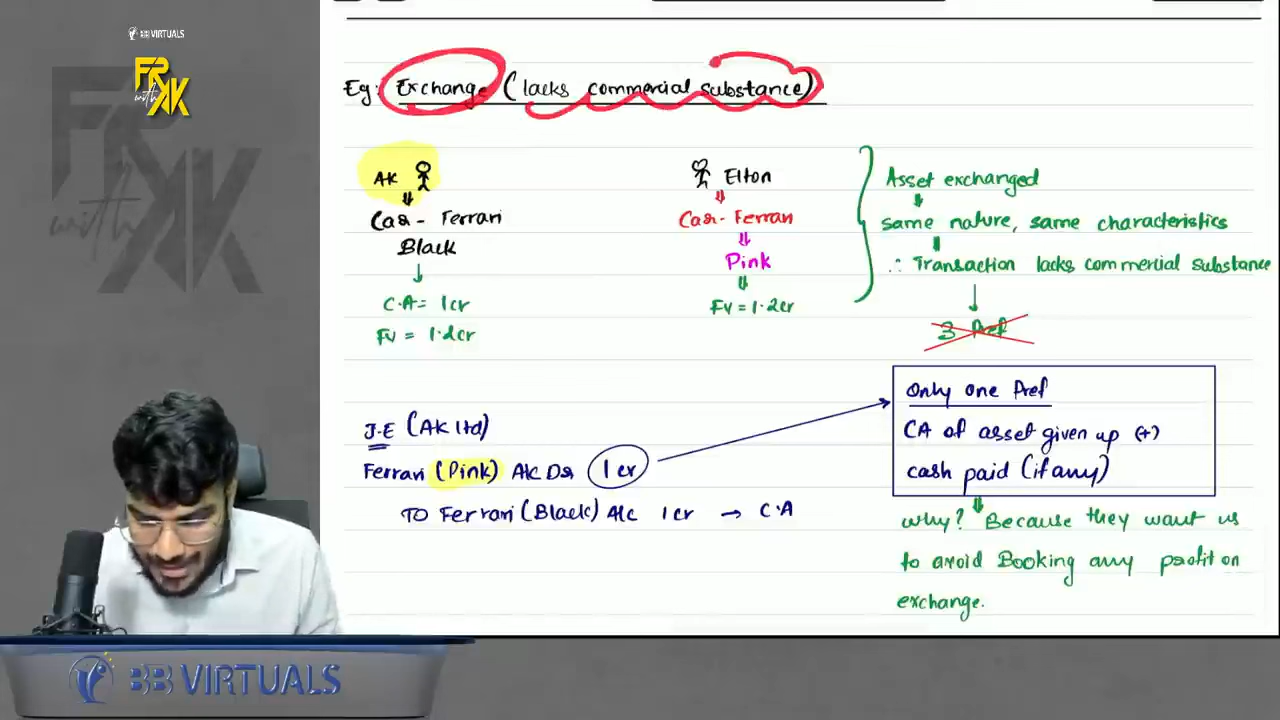 BB VIRTUALS
FR
with AK
Eg: Exchange (lacks commercial substance)
AK
Car - Ferrari
Black
C.A = 1cr
FV = 1.2cr
Elton
Car-Ferrari
Pink
FV = 1.2cr
Asset exchanged
same nature, same characteristics
∴ Transaction lacks commercial substance
3 Pref
J.E (AK ltd)
Ferrari (Pink) A/c Dr 1 cr
TO Ferrari (Black) A/c 1cr → C.A
Only one Pref
CA of asset given up (+)
cash paid (if any)
why? Because they want us
to avoid Booking any profit on
exchange.
BB VIRTUALS